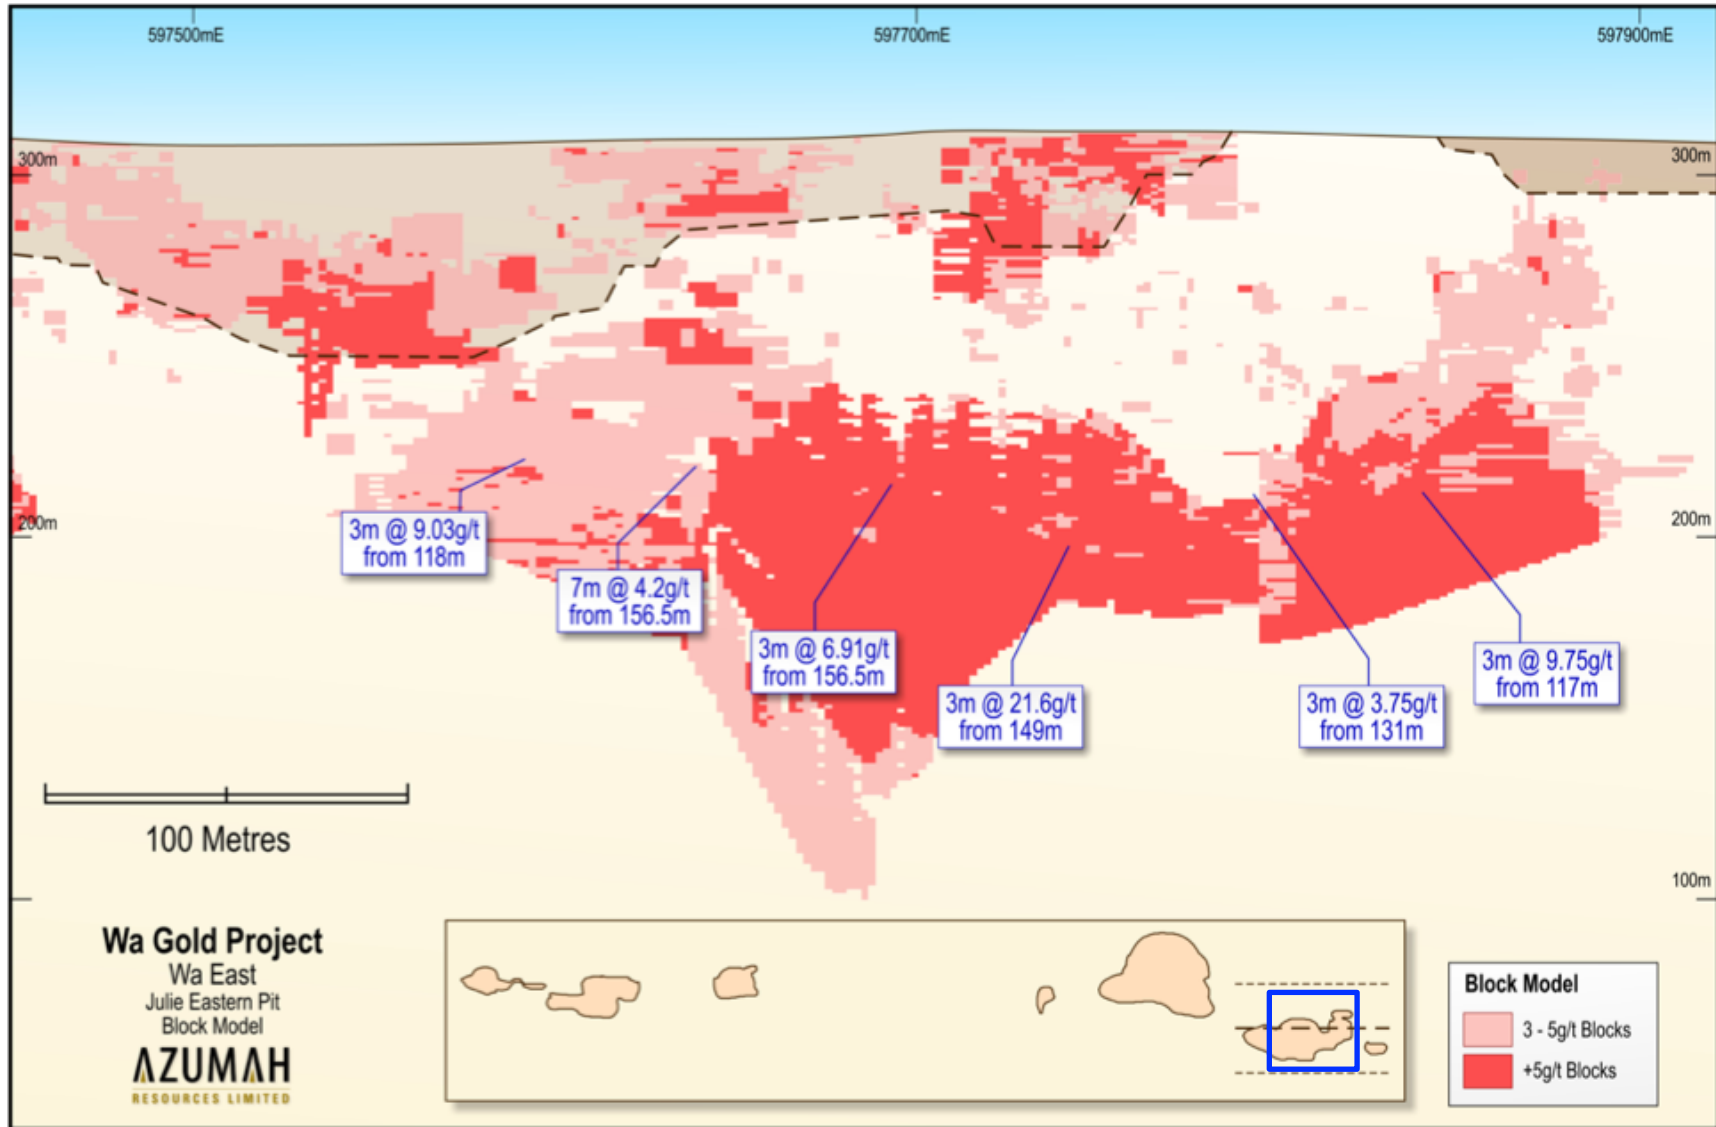 597500mE
597700mE
597900mE
300m
300m
200m
200m
100m
3m @ 9.03g/t
from 118m
7m @ 4.2g/t
from 156.5m
3m @ 6.91g/t
from 156.5m
3m @ 21.6g/t
from 149m
3m @ 3.75g/t
from 131m
3m @ 9.75g/t
from 117m
100 Metres
Wa Gold Project
Wa East
Julie Eastern Pit
Block Model
AZUMAH
RESOURCES LIMITED
Block Model
3 - 5g/t Blocks
+5g/t Blocks